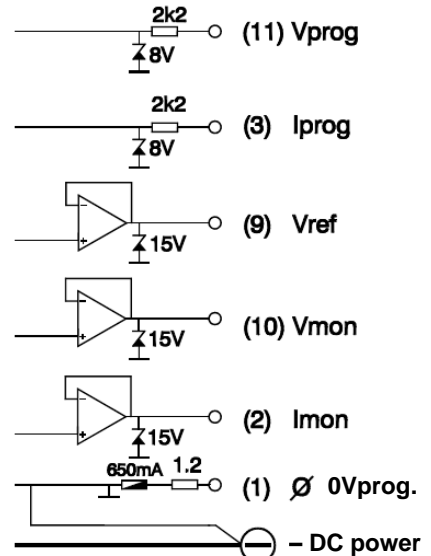 2k2
(11) Vprog
8V
2k2
(3) Iprog
8V
(9) Vref
15V
(10) Vmon
15V
(2) Imon
15V
650mA 1.2
(1) Ø 0Vprog.
– DC power